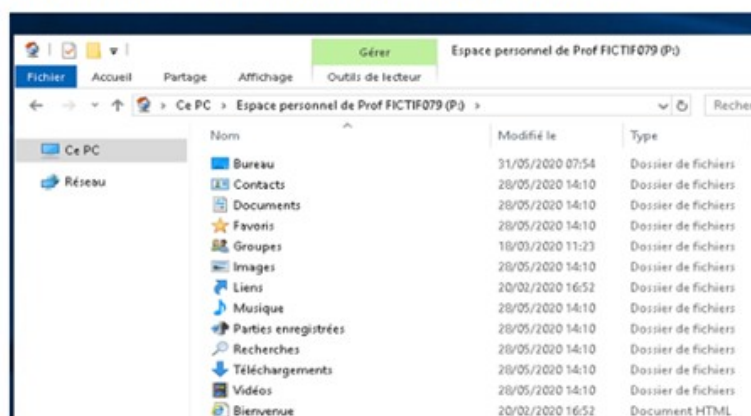 Gérer Espace personnel de Prof FICTIF079 (P:)
Fichier Accueil Partage Affichage Outils de lecteur
Ce PC Espace personnel de Prof FICTIF079 (P:) Recher
Nom Modifié le Type
Ce PC
Réseau
Bureau 31/05/2020 07:54 Dossier de fichiers
Contacts 28/05/2020 14:10 Dossier de fichiers
Documents 28/05/2020 14:10 Dossier de fichiers
Favoris 28/05/2020 14:10 Dossier de fichiers
Groupes 18/03/2020 11:23 Dossier de fichiers
Images 28/05/2020 14:10 Dossier de fichiers
Liens 20/02/2020 16:52 Dossier de fichiers
Musique 28/05/2020 14:10 Dossier de fichiers
Parties enregistrées 28/05/2020 14:10 Dossier de fichiers
Recherches 28/05/2020 14:10 Dossier de fichiers
Téléchargements 28/05/2020 14:10 Dossier de fichiers
Vidéos 28/05/2020 14:10 Dossier de fichiers
Bienvenue 20/02/2020 16:52 Document HTML